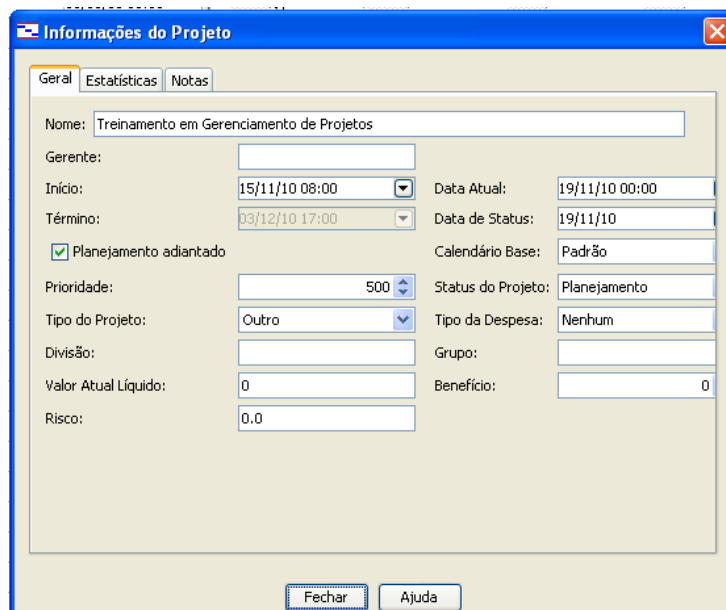 Informações do Projeto
Geral Estatísticas Notas
Nome: Treinamento em Gerenciamento de Projetos
Gerente:
Início: 15/11/10 08:00 Data Atual: 19/11/10 00:00
Término: 03/12/10 17:00 Data de Status: 19/11/10
Planejamento adiantado Calendário Base: Padrão
Prioridade: 500 Status do Projeto: Planejamento
Tipo do Projeto: Outro Tipo da Despesa: Nenhum
Divisão: Grupo:
Valor Atual Líquido: 0 Benefício: 0
Risco: 0.0
Fechar Ajuda